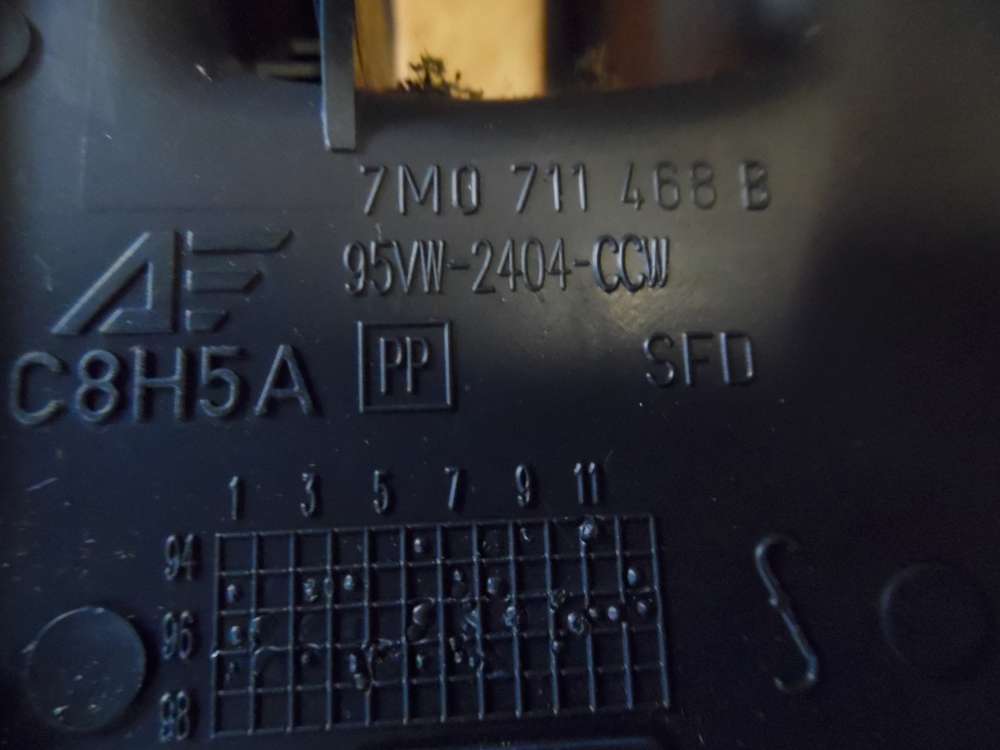 7M0 711 468 B
AE
95VW-2404-CCW
C8H5A PP SFD
1 3 5 7 9 11
94
96
98